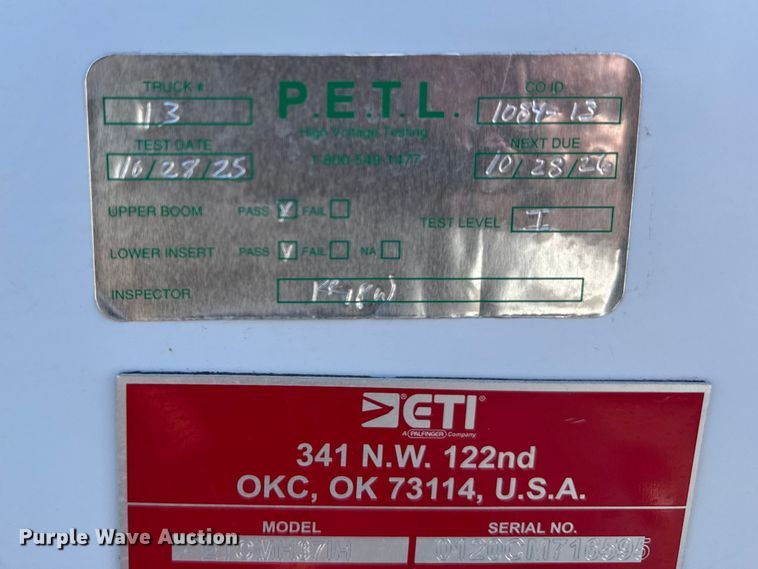 TRUCK #
13
P.E.T.L.
High Voltage Testing
1-800-549-1477
CO ID
1084-13
TEST DATE
10/28/25
NEXT DUE
10/28/26
UPPER BOOM PASS X FAIL
TEST LEVEL I
LOWER INSERT PASS FAIL NA
INSPECTOR
ETI
A PALFINGER Company
341 N.W. 122nd
OKC, OK 73114, U.S.A.
MODEL
SERIAL NO.
0120CMT16695
Purple Wave Auction